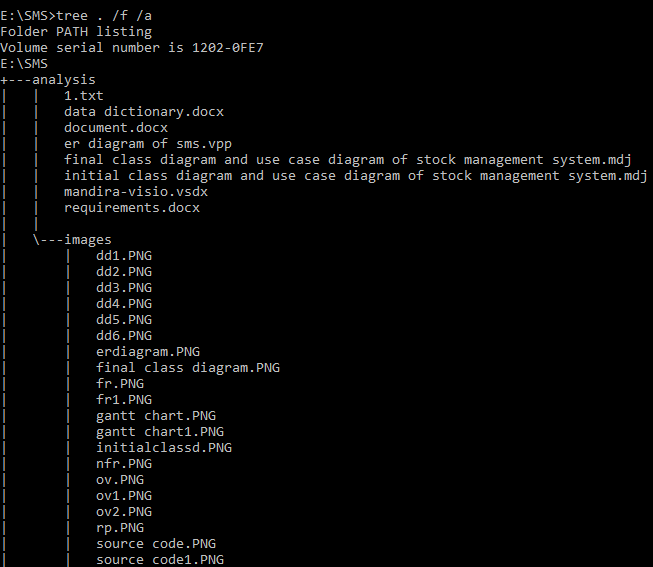 E:\SMS>tree . /f /a
Folder PATH listing
Volume serial number is 1202-0FE7
E:\SMS
+---analysis
|   |   1.txt
|   |   data dictionary.docx
|   |   document.docx
|   |   er diagram of sms.vpp
|   |   final class diagram and use case diagram of stock management system.mdj
|   |   initial class diagram and use case diagram of stock management system.mdj
|   |   mandira-visio.vsdx
|   |   requirements.docx
|   |
|   \---images
|       |   dd1.PNG
|       |   dd2.PNG
|       |   dd3.PNG
|       |   dd4.PNG
|       |   dd5.PNG
|       |   dd6.PNG
|       |   erdiagram.PNG
|       |   final class diagram.PNG
|       |   fr.PNG
|       |   fr1.PNG
|       |   gantt chart.PNG
|       |   gantt chart1.PNG
|       |   initialclassd.PNG
|       |   nfr.PNG
|       |   ov.PNG
|       |   ov1.PNG
|       |   ov2.PNG
|       |   rp.PNG
|       |   source code.PNG
|       |   source code1.PNG